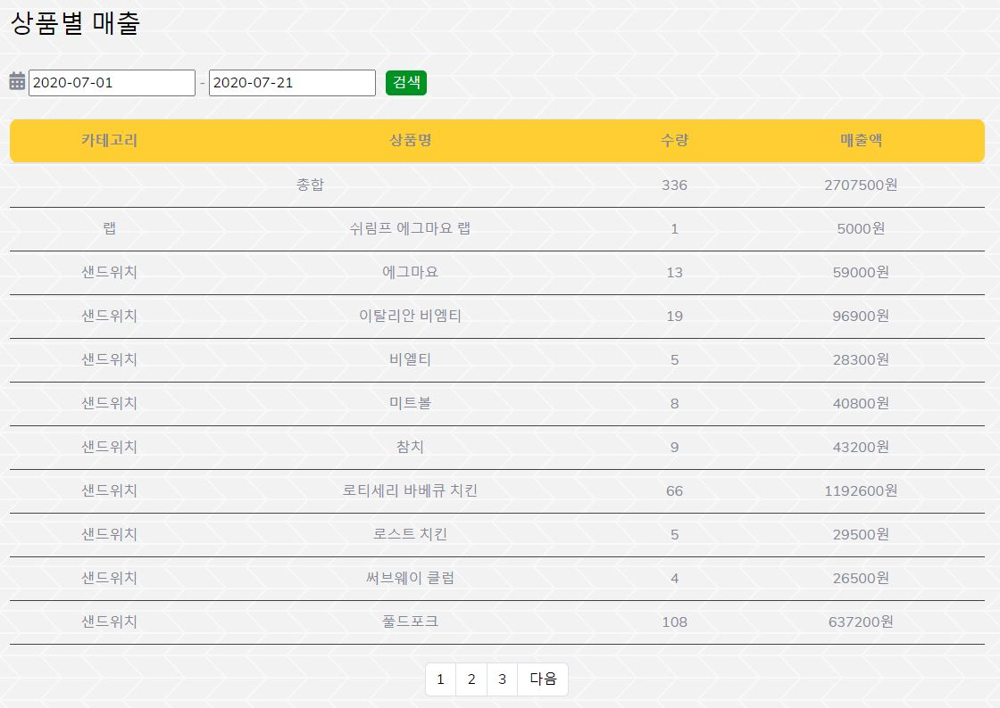 상품별 매출
2020-07-01 - 2020-07-21 검색
카테고리 상품명 수량 매출액
총합 336 2707500원
랩 쉬림프 에그마요 랩 1 5000원
샌드위치 에그마요 13 59000원
샌드위치 이탈리안 비엠티 19 96900원
샌드위치 비엘티 5 28300원
샌드위치 미트볼 8 40800원
샌드위치 참치 9 43200원
샌드위치 로티세리 바베큐 치킨 66 1192600원
샌드위치 로스트 치킨 5 29500원
샌드위치 써브웨이 클럽 4 26500원
샌드위치 풀드포크 108 637200원
1 2 3 다음